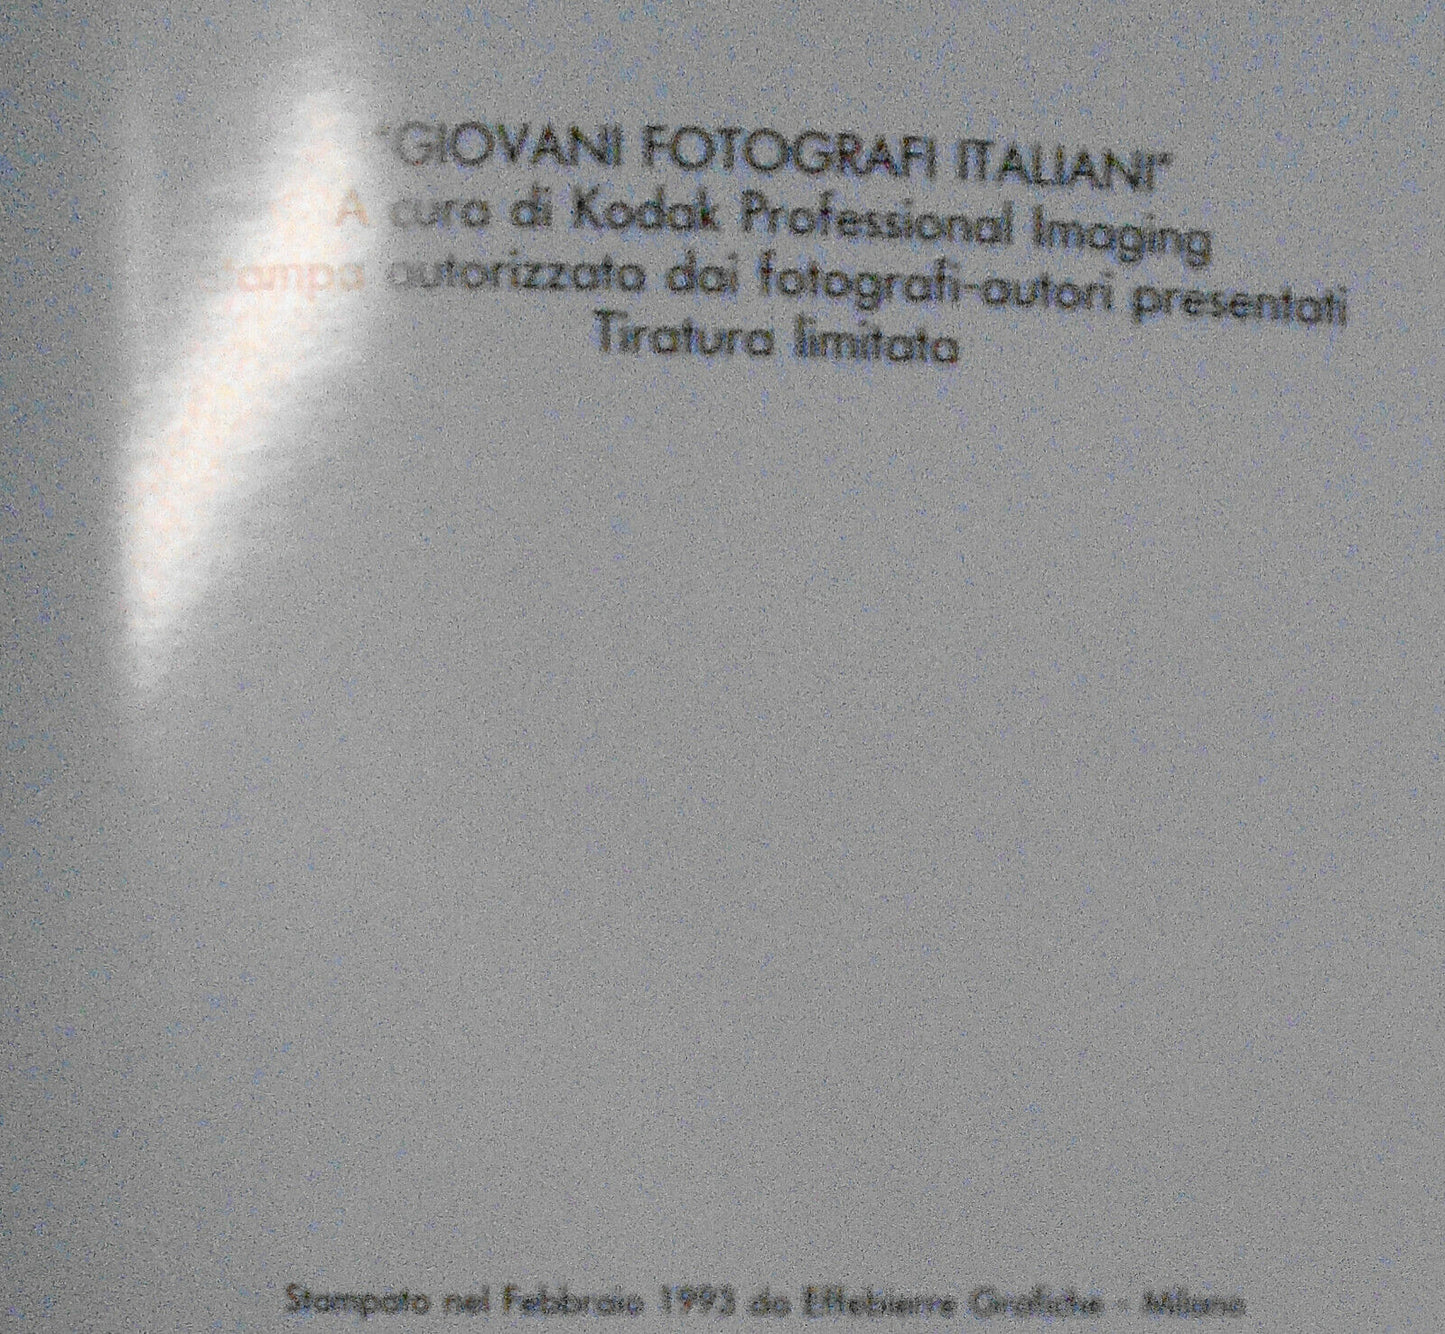 "GIOVANI FOTOGRAFI ITALIANI"
A cura di Kodak Professional Imaging
Stampa autorizzata dai fotografi-autori presentati
Tiratura limitata
Stampato nel Febbraio 1993 da Effebierre Grafiche - Milano